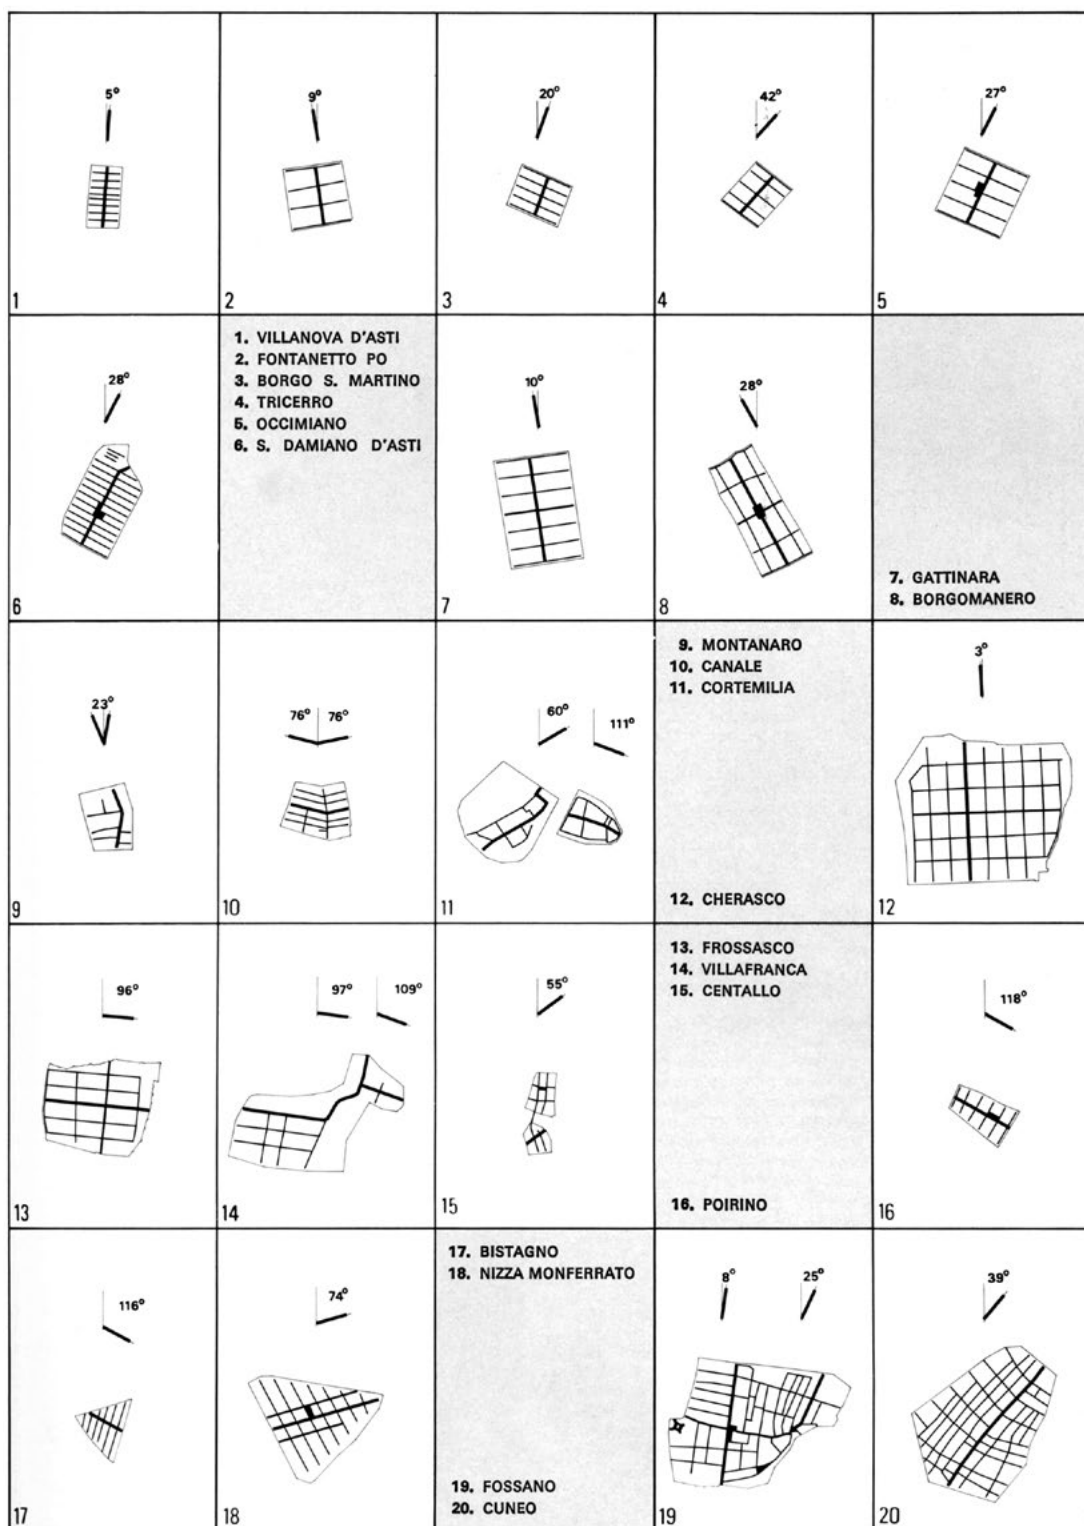 5°
9°
20°
42°
27°
1
2
3
4
5
28°
1. VILLANOVA D'ASTI
2. FONTANETTO PO
3. BORGO S. MARTINO
4. TRICERRO
5. OCCIMIANO
6. S. DAMIANO D'ASTI
10°
28°
7. GATTINARA
8. BORGOMANERO
6
7
8
23°
76° 76°
60°
111°
9. MONTANARO
10. CANALE
11. CORTEMILIA
12. CHERASCO
3°
9
10
11
12
96°
97° 109°
55°
13. FROSSASCO
14. VILLAFRANCA
15. CENTALLO
16. POIRINO
118°
13
14
15
16
116°
74°
17. BISTAGNO
18. NIZZA MONFERRATO
19. FOSSANO
20. CUNEO
8° 25°
39°
17
18
19
20